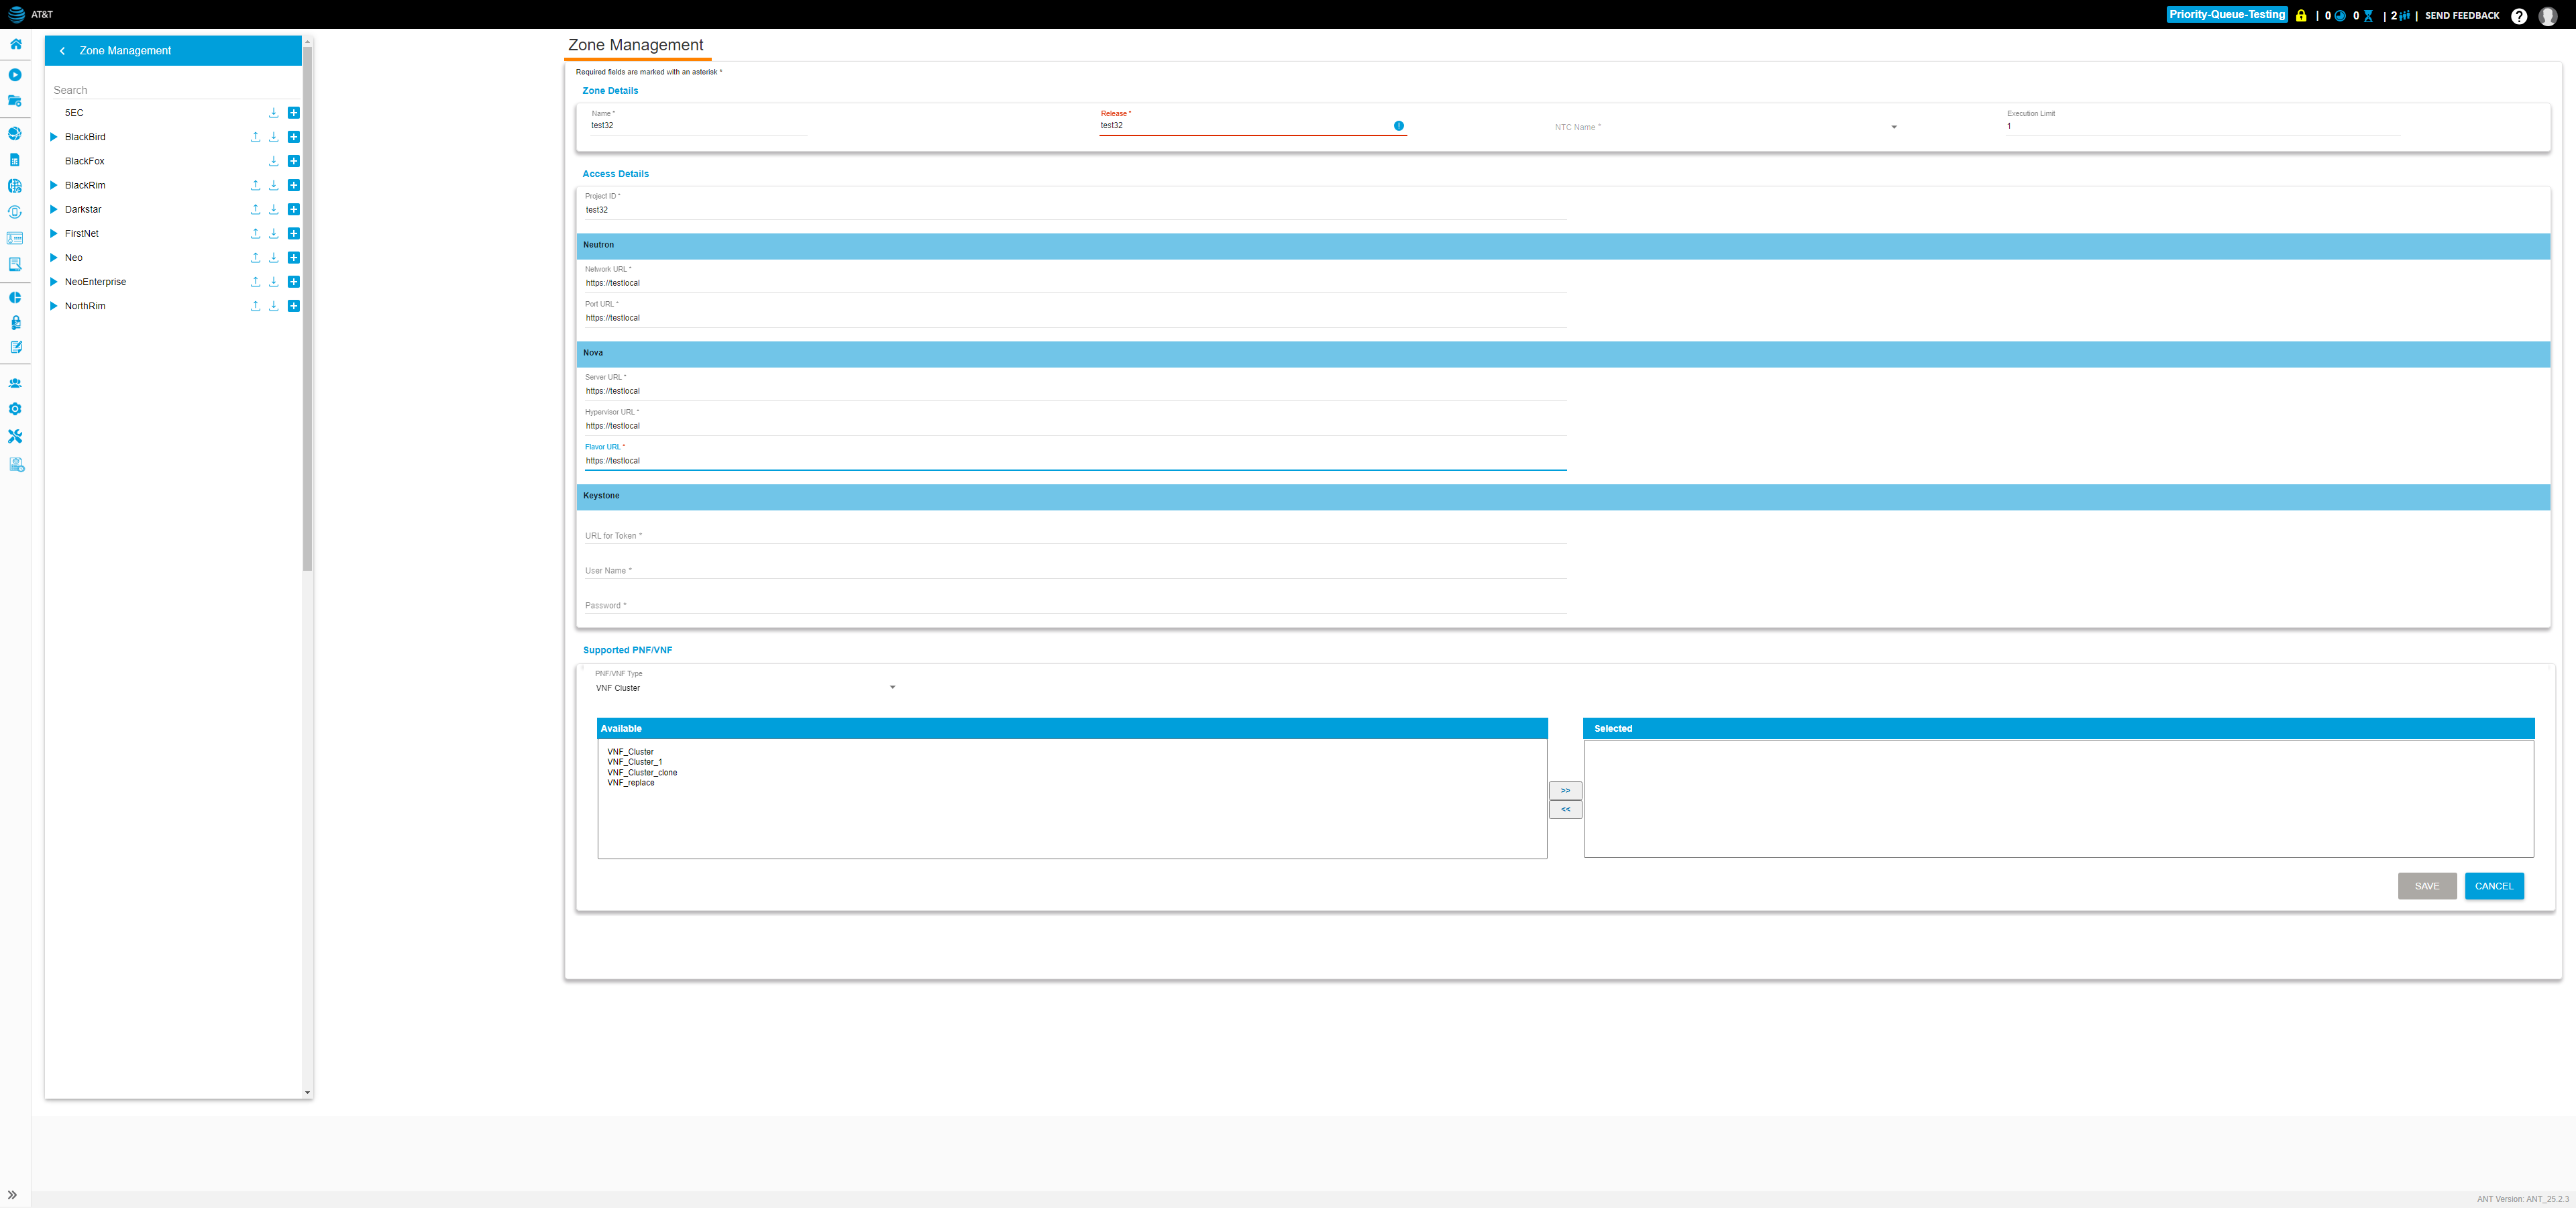 AT&T
Priority-Queue-Testing | 0 0 | 2 | SEND FEEDBACK ?
Zone Management
Search
5EC
BlackBird
BlackFox
BlackRim
Darkstar
FirstNet
Neo
NeoEnterprise
NorthRim
Zone Management
Required fields are marked with an asterisk *
Zone Details
Name * Release * Execution Limit
test32 test32 NTC Name * 1
Access Details
Project ID *
test32
Neutron
Network URL *
https://testlocal
Port URL *
https://testlocal
Nova
Server URL *
https://testlocal
Hypervisor URL *
https://testlocal
Flavor URL *
https://testlocal
Keystone
URL for Token *
User Name *
Password *
Supported PNF/VNF
PNF/VNF Type
VNF Cluster
Available
VNF_Cluster
VNF_Cluster_1
VNF_Cluster_clone
VNF_replace
>>
<<
Selected
SAVE CANCEL
ANT Version: ANT_25.2.3